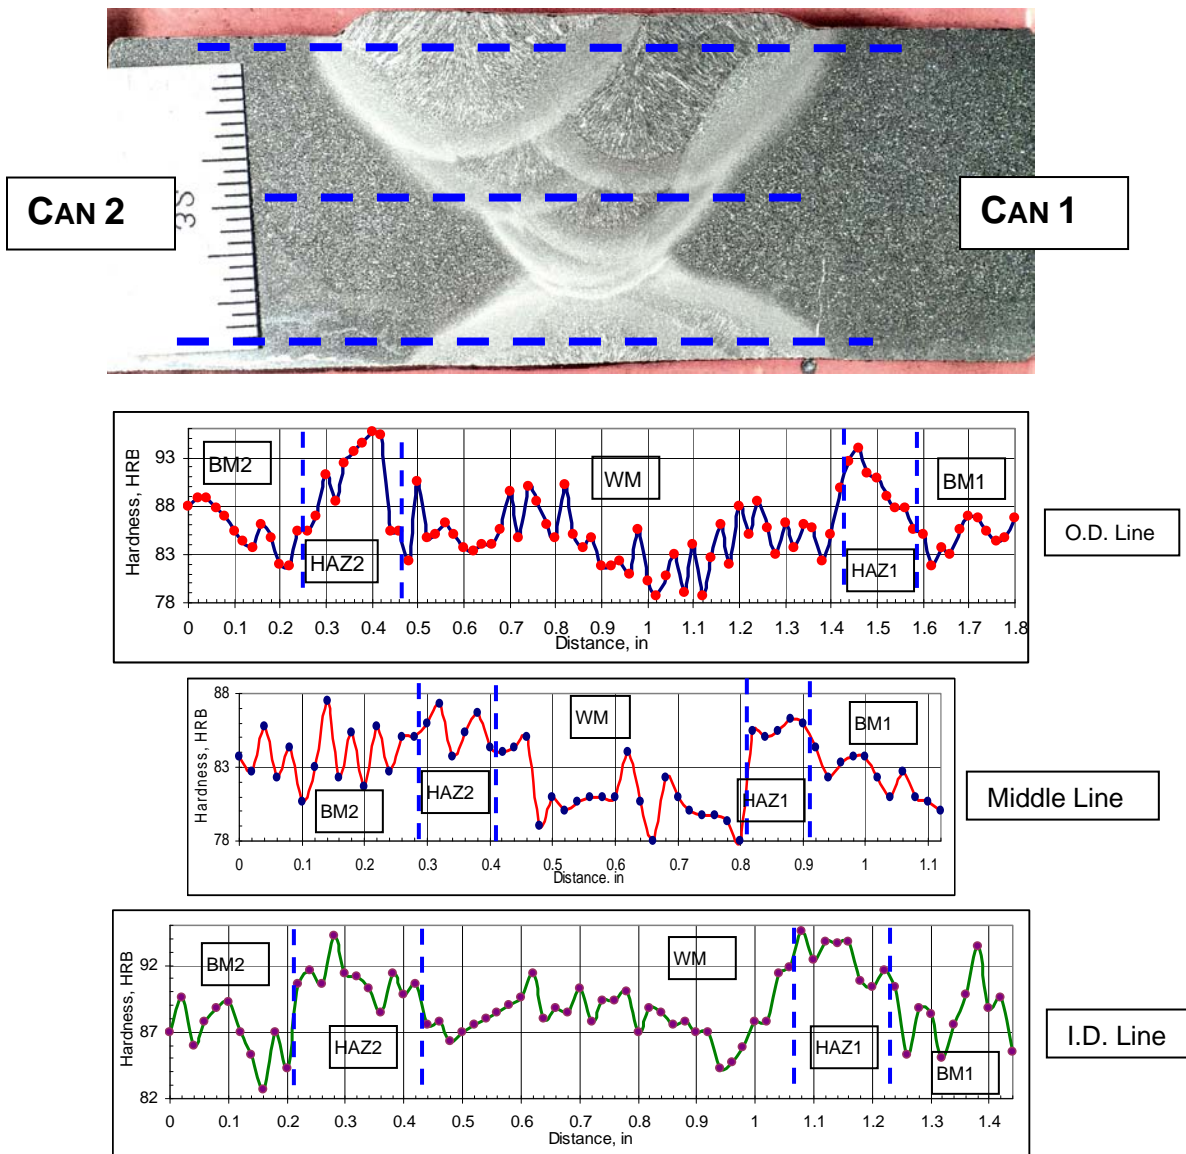 CAN 2
3S
CAN 1
Hardness, HRB
93
88
83
78
BM2
HAZ2
WM
HAZ1
BM1
0 0.1 0.2 0.3 0.4 0.5 0.6 0.7 0.8 0.9 1 1.1 1.2 1.3 1.4 1.5 1.6 1.7 1.8
Distance, in
O.D. Line
Hardness, HRB
88
83
78
BM2
HAZ2
WM
HAZ1
BM1
0 0.1 0.2 0.3 0.4 0.5 0.6 0.7 0.8 0.9 1 1.1
Distance. in
Middle Line
Hardness, HRB
92
87
82
BM2
HAZ2
WM
HAZ1
BM1
0 0.1 0.2 0.3 0.4 0.5 0.6 0.7 0.8 0.9 1 1.1 1.2 1.3 1.4
Distance, in
I.D. Line